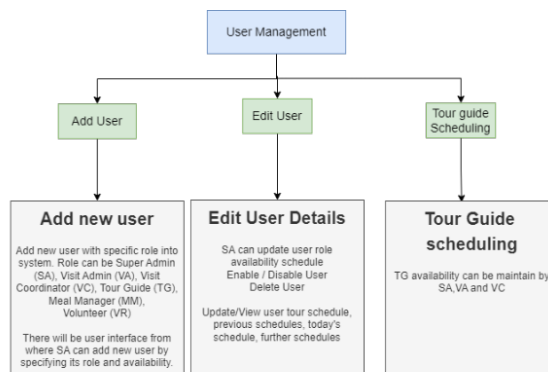 User Management
Add User
Edit User
Tour guide
Scheduling
Add new user
Add new user with specific role into
system. Role can be Super Admin
(SA), Visit Admin (VA), Visit
Coordinator (VC), Tour Guide (TG),
Meal Manager (MM),
Volunteer (VR)
There will be user interface from
where SA can add new user by
specifying its role and availability.
Edit User Details
SA can update user role
availability schedule
Enable / Disable User
Delete User
Update/View user tour schedule,
previous schedules, today's
schedule, further schedules
Tour Guide
scheduling
TG availability can be maintain by
SA,VA and VC